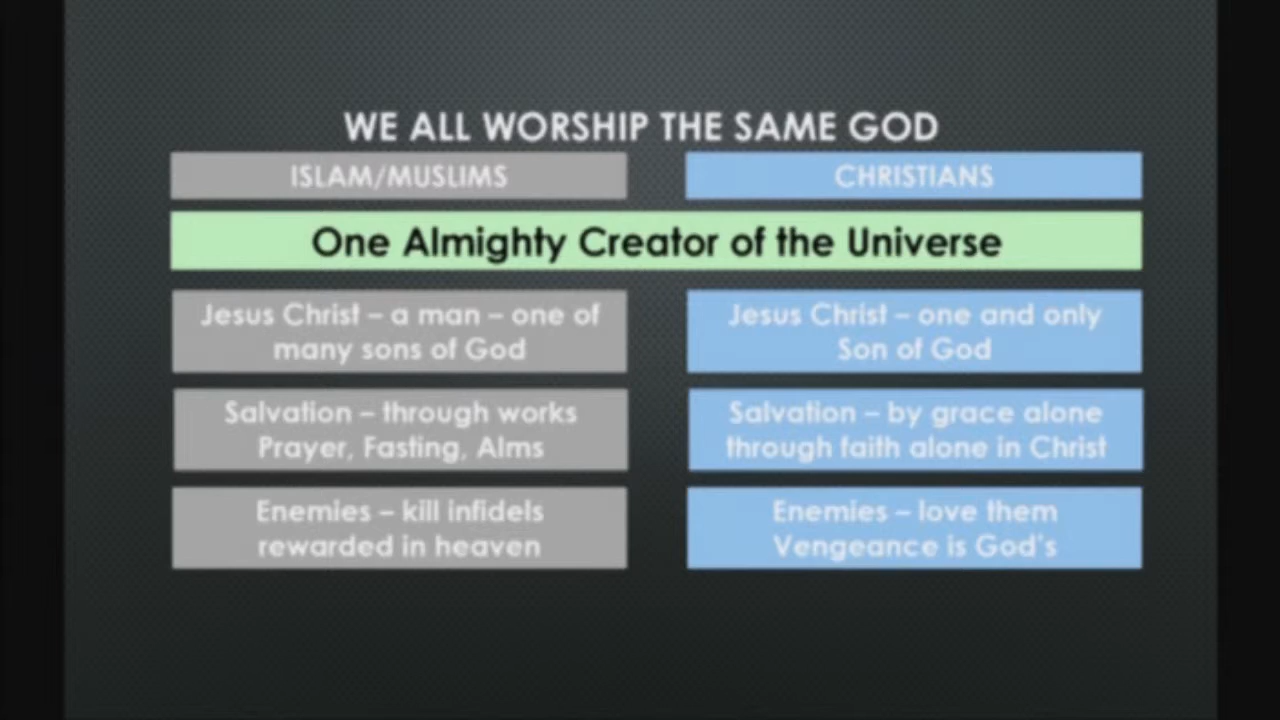 WE ALL WORSHIP THE SAME GOD
ISLAM/MUSLIMS
CHRISTIANS
One Almighty Creator of the Universe
Jesus Christ – a man – one of
many sons of God
Jesus Christ – one and only
Son of God
Salvation – through works
Prayer, Fasting, Alms
Salvation – by grace alone
through faith alone in Christ
Enemies – kill infidels
rewarded in heaven
Enemies – love them
Vengeance is God's